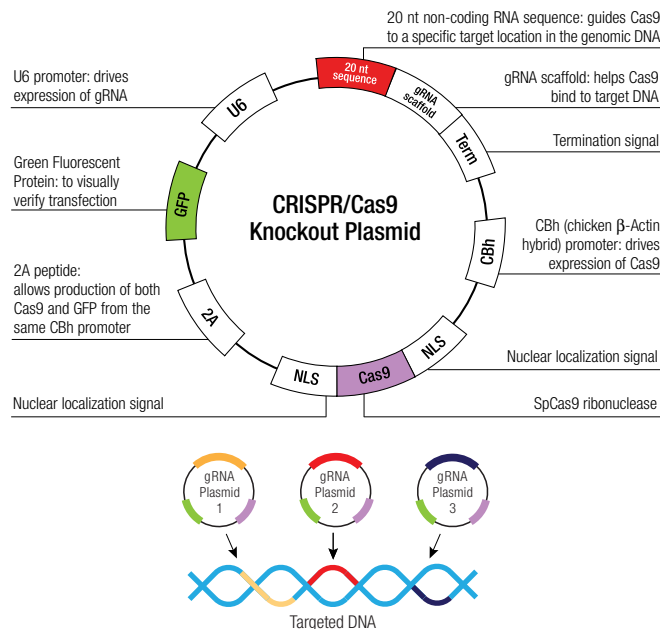 20 nt non-coding RNA sequence: guides Cas9
to a specific target location in the genomic DNA
20 nt
sequence
U6 promoter: drives
expression of gRNA
U6
gRNA
scaffold
gRNA scaffold: helps Cas9
bind to target DNA
Term
Termination signal
Green Fluorescent
Protein: to visually
verify transfection
GFP
CRISPR/Cas9
Knockout Plasmid
CBh
CBh (chicken β-Actin
hybrid) promoter: drives
expression of Cas9
2A peptide:
allows production of both
Cas9 and GFP from the
same CBh promoter
2A
NLS
Cas9
NLS
Nuclear localization signal
Nuclear localization signal
SpCas9 ribonuclease
gRNA
Plasmid
1
gRNA
Plasmid
2
gRNA
Plasmid
3
Targeted DNA